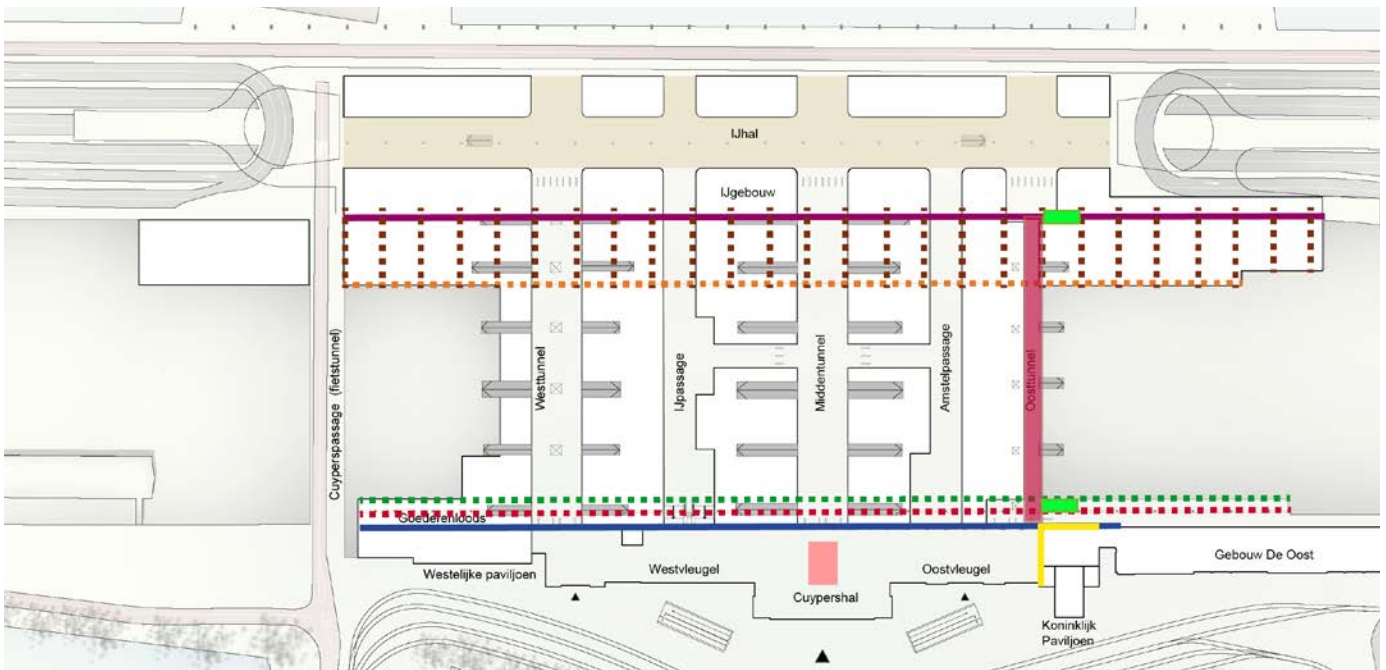 IJhal
IJgebouw
Cuyperspassage (fietstunnel)
Westtunnel
IJpassage
Middentunnel
Amstelpassage
Oosttunnel
Goederenloods
Westelijke paviljoen
Westvleugel
Cuypershal
Oostvleugel
Koninklijk
Paviljoen
Gebouw De Oost